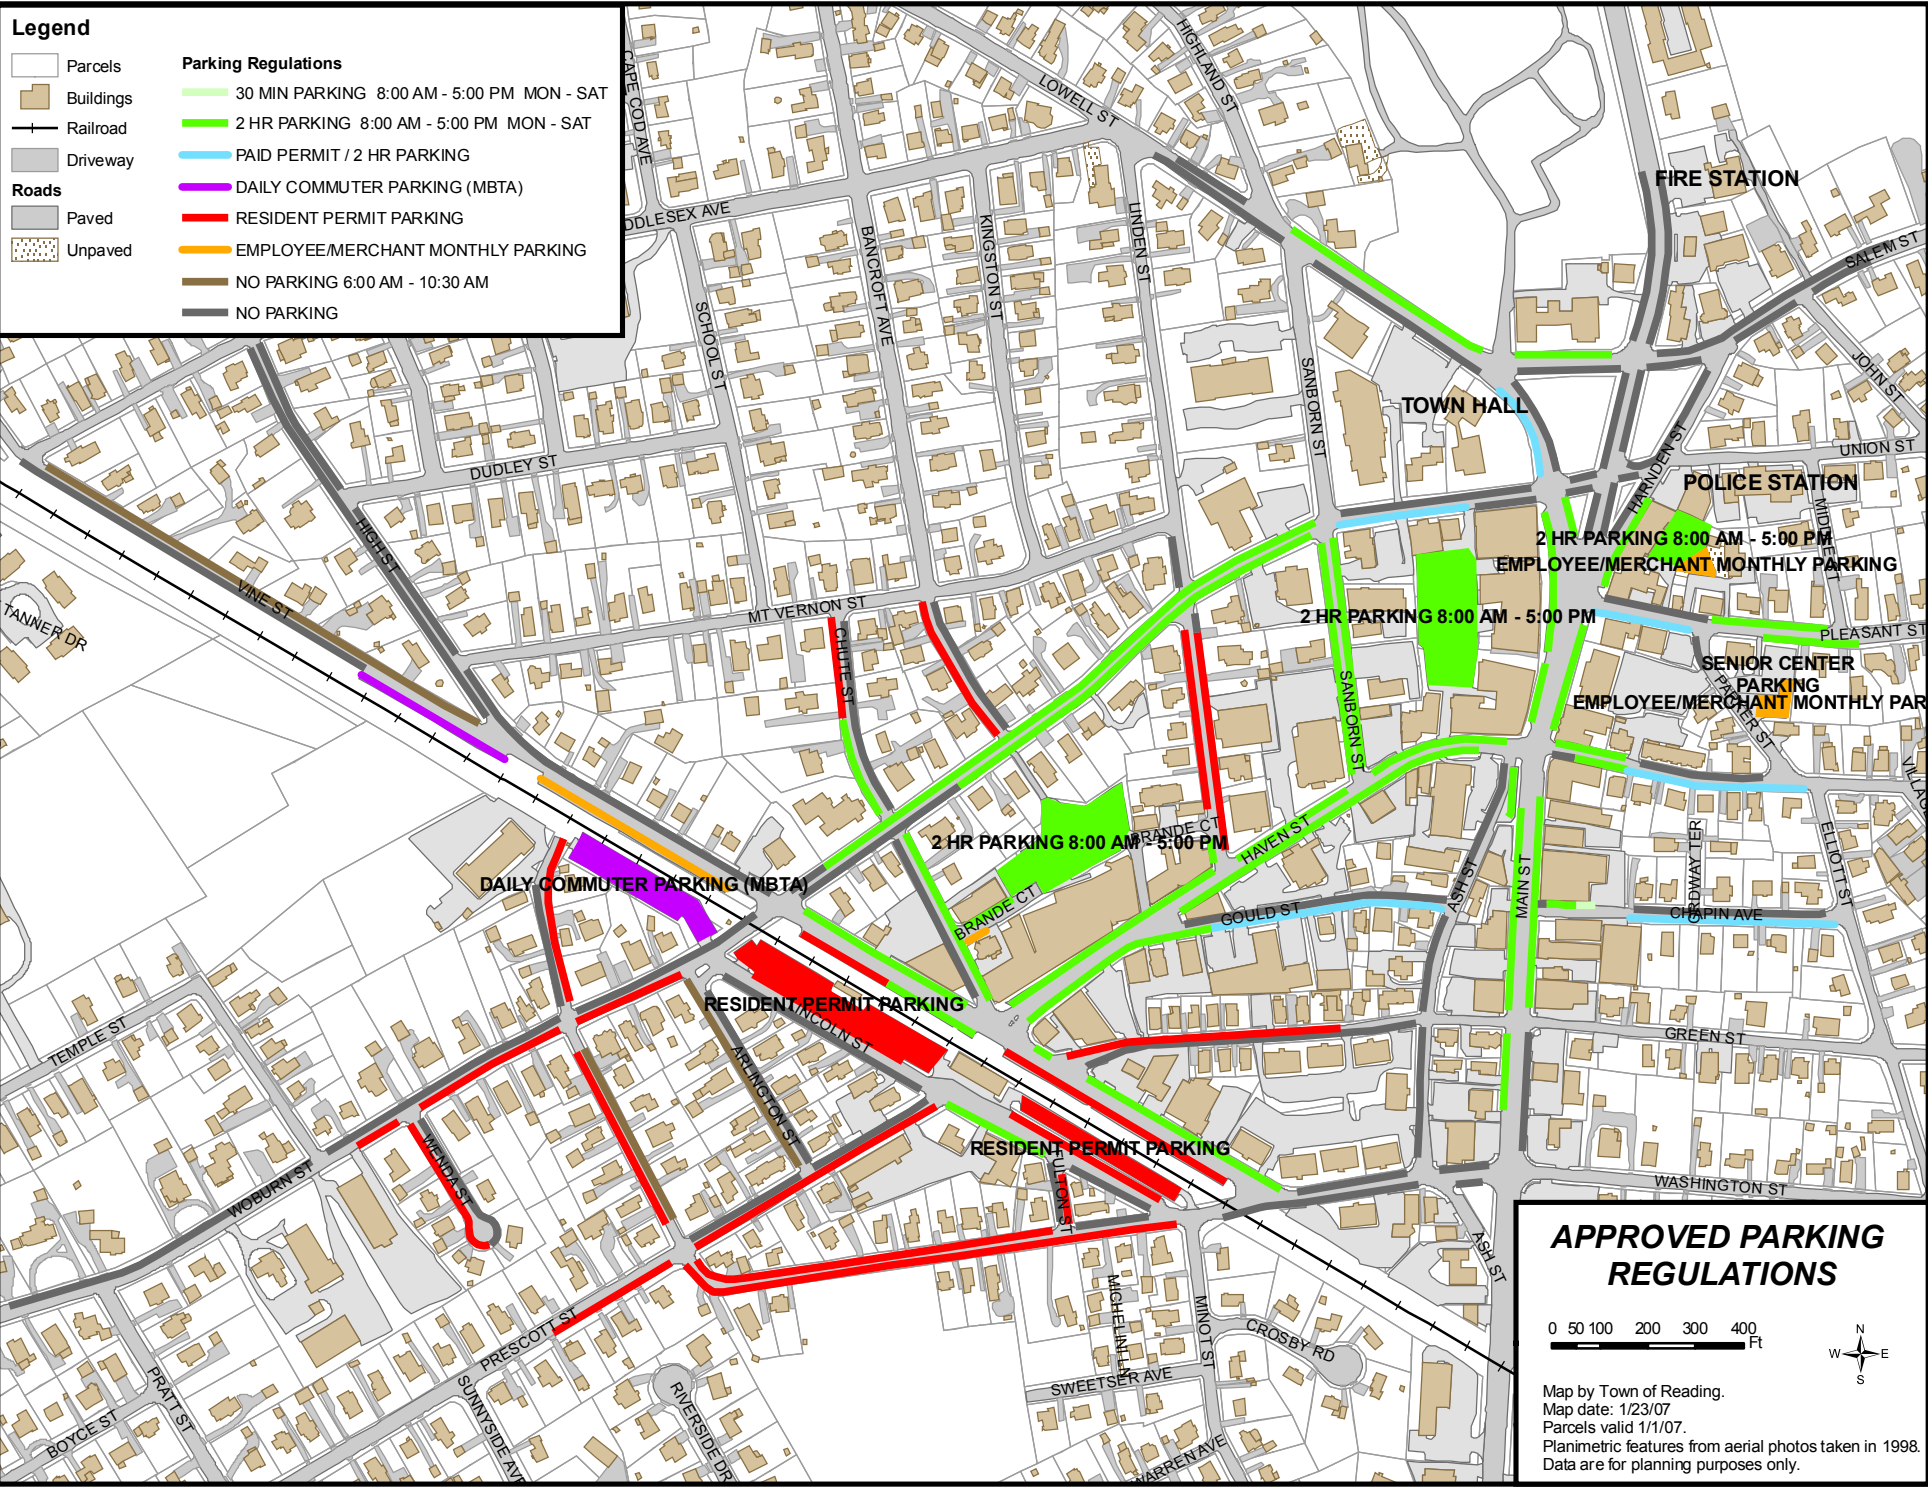 Legend
Parcels
Buildings
Railroad
Driveway
Roads
Paved
Unpaved
Parking Regulations
30 MIN PARKING 8:00 AM - 5:00 PM MON - SAT
2 HR PARKING 8:00 AM - 5:00 PM MON - SAT
PAID PERMIT / 2 HR PARKING
DAILY COMMUTER PARKING (MBTA)
RESIDENT PERMIT PARKING
EMPLOYEE/MERCHANT MONTHLY PARKING
NO PARKING 6:00 AM - 10:30 AM
NO PARKING
CAPE COD AVE
LOWELL ST
HIGHLAND ST
FIRE STATION
DDLESEX AVE
BANCROFT AVE
KINGSTON ST
LINDEN ST
SALEM ST
SCHOOL ST
SANBORN ST
JOHN ST
TOWN HALL
HARNDEN ST
UNION ST
DUDLEY ST
POLICE STATION
HIGH ST
2 HR PARKING 8:00 AM - 5:00 PM
EMPLOYEE/MERCHANT MONTHLY PARKING
VINE ST
TANNER DR
MT VERNON ST
CHUTE ST
2 HR PARKING 8:00 AM - 5:00 PM
PLEASANT ST
SENIOR CENTER
PARKING
EMPLOYEE/MERCHANT MONTHLY PAR
PARKER ST
SANBORN ST
VILLAG
2 HR PARKING 8:00 AM - 5:00 PM
BRANDE CT
HAVEN ST
ELIOTT ST
DAILY COMMUTER PARKING (MBTA)
BRANDE CT
GOULD ST
ASH ST
MAIN ST
CHAPIN AVE
RESIDENT PERMIT PARKING
LINCOLN ST
TEMPLE ST
ARLINGTON ST
GREEN ST
RESIDENT PERMIT PARKING
FULTON ST
WENDA ST
WOBURN ST
WASHINGTON ST
ASH ST
MICHELINI LN
MINOT ST
CROSBY RD
PRESCOTT ST
SWEETSER AVE
PRATT ST
SUNNYSIDE AVE
RIVERSIDE DR
BOYCE ST
WARREN AVE
APPROVED PARKING
REGULATIONS
0 50 100 200 300 400
Ft
N
W E
S
Map by Town of Reading.
Map date: 1/23/07
Parcels valid 1/1/07.
Planimetric features from aerial photos taken in 1998.
Data are for planning purposes only.